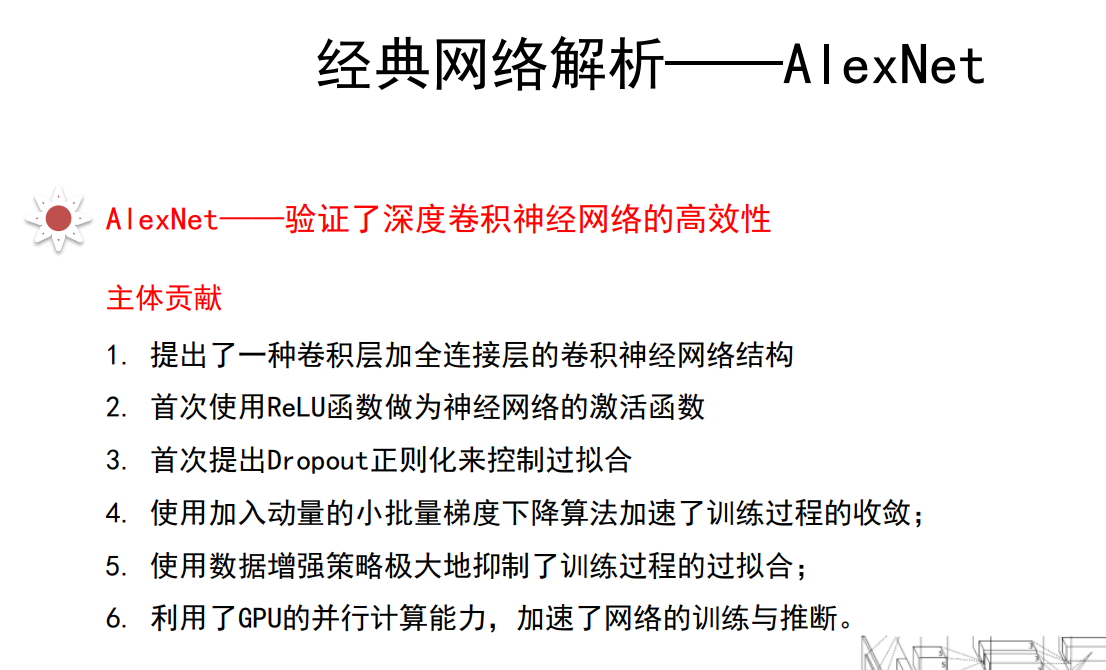 经典网络解析——AlexNet
AlexNet——验证了深度卷积神经网络的高效性
主体贡献
1. 提出了一种卷积层加全连接层的卷积神经网络结构
2. 首次使用ReLU函数做为神经网络的激活函数
3. 首次提出Dropout正则化来控制过拟合
4. 使用加入动量的小批量梯度下降算法加速了训练过程的收敛；
5. 使用数据增强策略极大地抑制了训练过程的过拟合；
6. 利用了GPU的并行计算能力，加速了网络的训练与推断。